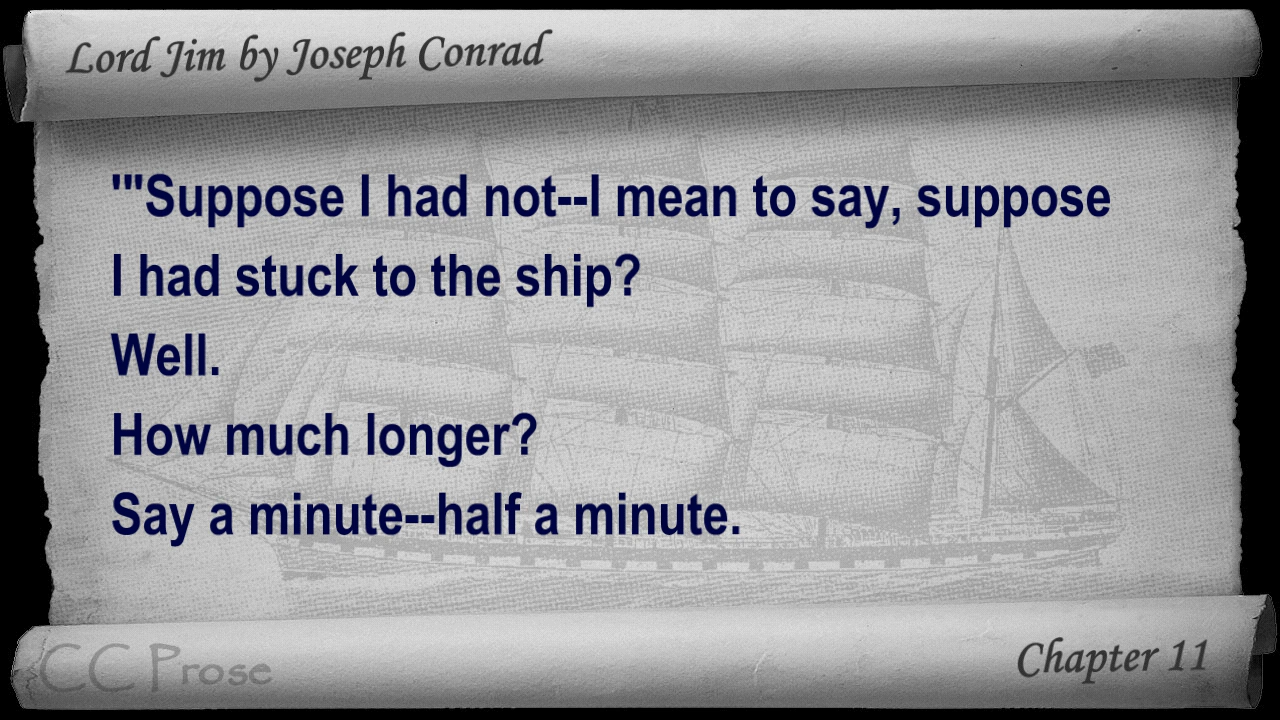 Lord Jim by Joseph Conrad
'"Suppose I had not--I mean to say, suppose
I had stuck to the ship?
Well.
How much longer?
Say a minute--half a minute.
CC Prose
Chapter 11